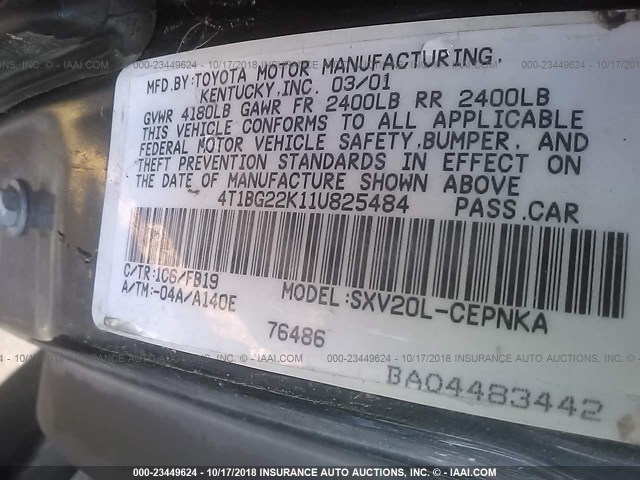 MFD.BY:TOYOTA MOTOR MANUFACTURING,
KENTUCKY,INC. 03/01
GVWR 4180LB GAWR FR 2400LB RR 2400LB
THIS VEHICLE CONFORMS TO ALL APPLICABLE
FEDERAL MOTOR VEHICLE SAFETY,BUMPER, AND
THEFT PREVENTION STANDARDS IN EFFECT ON
THE DATE OF MANUFACTURE SHOWN ABOVE
4T1BG22K11U825484 PASS.CAR
C/TR:1C6/FB19
A/TM:-04A/A140E
MODEL:SXV20L-CEPNKA
76486
BA04483442
000-23449624 - 10/17/2018 INSURANCE AUTO AUCTIONS, INC. - © - IAAI.COM